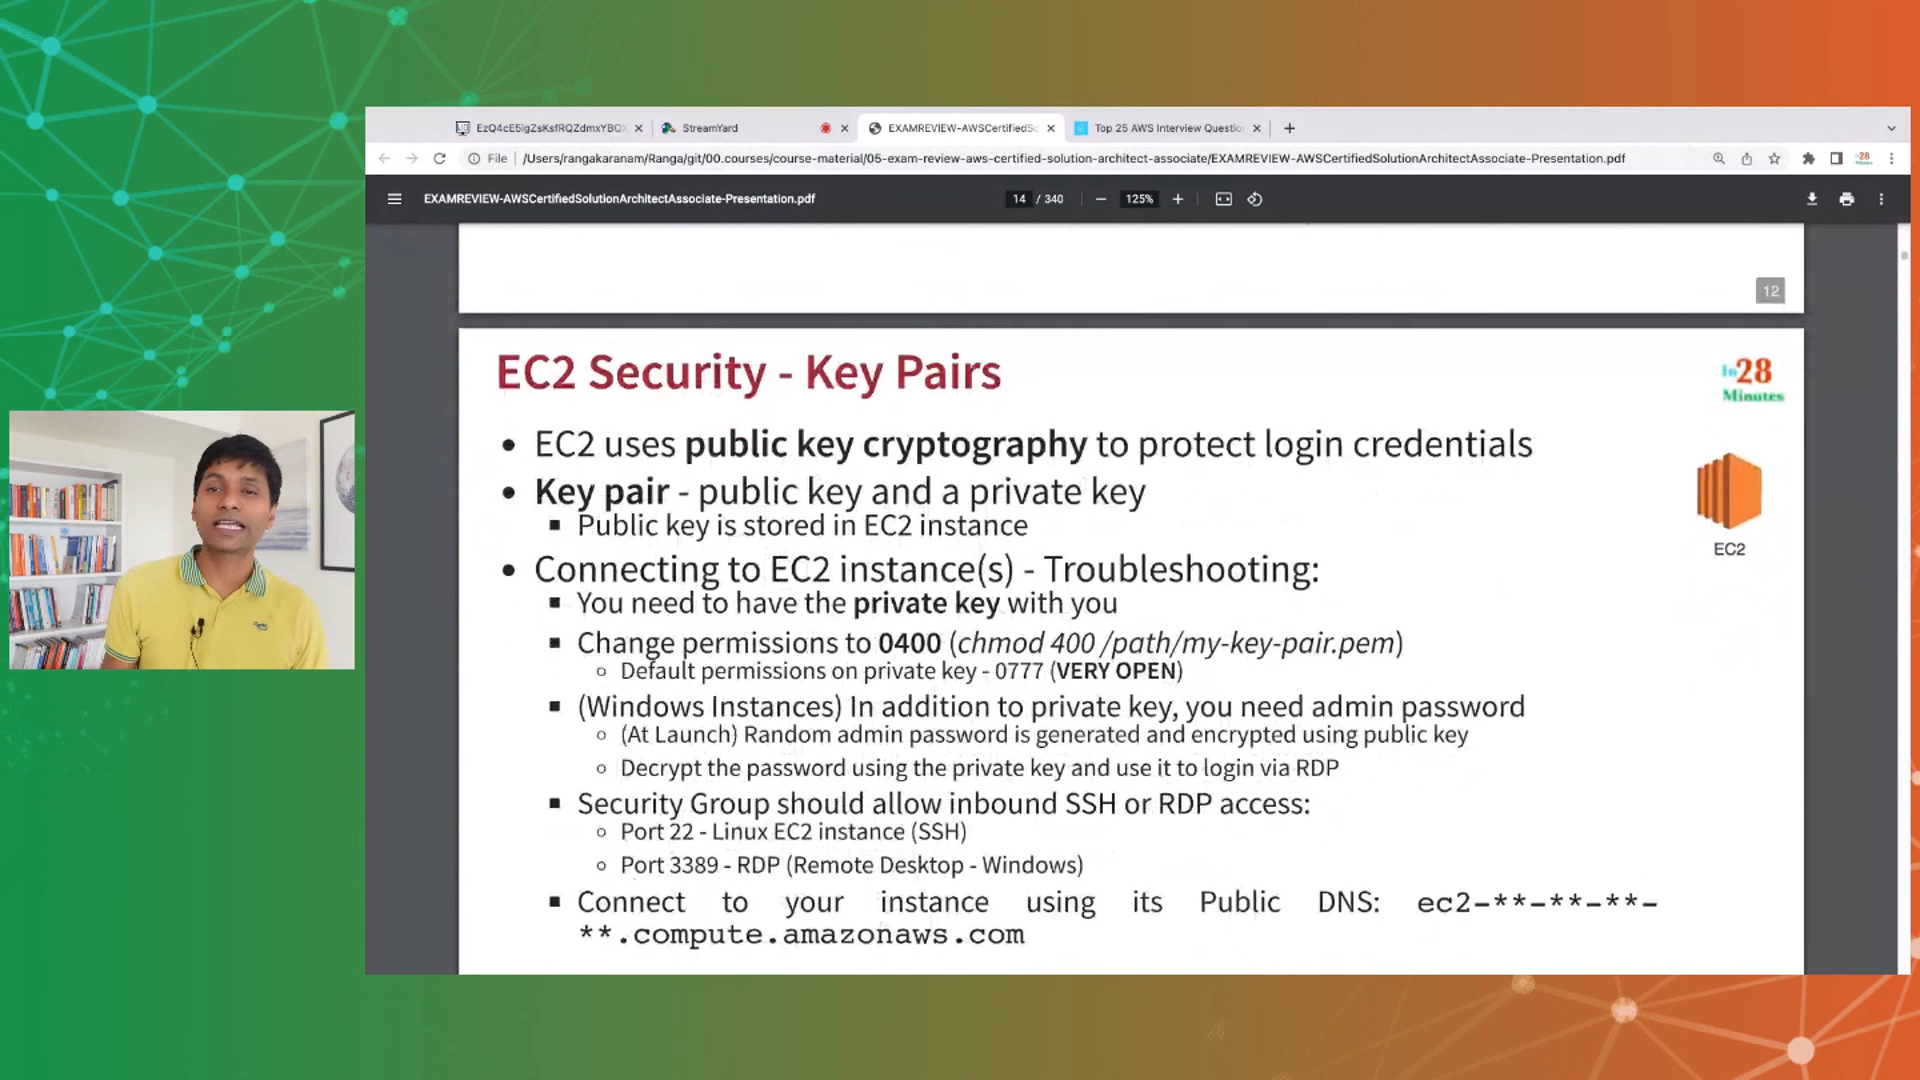 EzQ4cE5igZsKsfRQZdmxYBQX
StreamYard
EXAMREVIEW-AWSCertifiedSo
Top 25 AWS Interview Questio
File
/Users/rangakaranam/Ranga/git/00.courses/course-material/05-exam-review-aws-certified-solution-architect-associate/EXAMREVIEW-AWSCertifiedSolutionArchitectAssociate-Presentation.pdf
EXAMREVIEW-AWSCertifiedSolutionArchitectAssociate-Presentation.pdf
14 / 340
125%
12
EC2 Security - Key Pairs
In 28 Minutes
• EC2 uses public key cryptography to protect login credentials
• Key pair - public key and a private key
▪ Public key is stored in EC2 instance
EC2
• Connecting to EC2 instance(s) - Troubleshooting:
▪ You need to have the private key with you
▪ Change permissions to 0400 (chmod 400 /path/my-key-pair.pem)
◦ Default permissions on private key - 0777 (VERY OPEN)
▪ (Windows Instances) In addition to private key, you need admin password
◦ (At Launch) Random admin password is generated and encrypted using public key
◦ Decrypt the password using the private key and use it to login via RDP
▪ Security Group should allow inbound SSH or RDP access:
◦ Port 22 - Linux EC2 instance (SSH)
◦ Port 3389 - RDP (Remote Desktop - Windows)
▪ Connect to your instance using its Public DNS: ec2-**-**-**-
**.compute.amazonaws.com